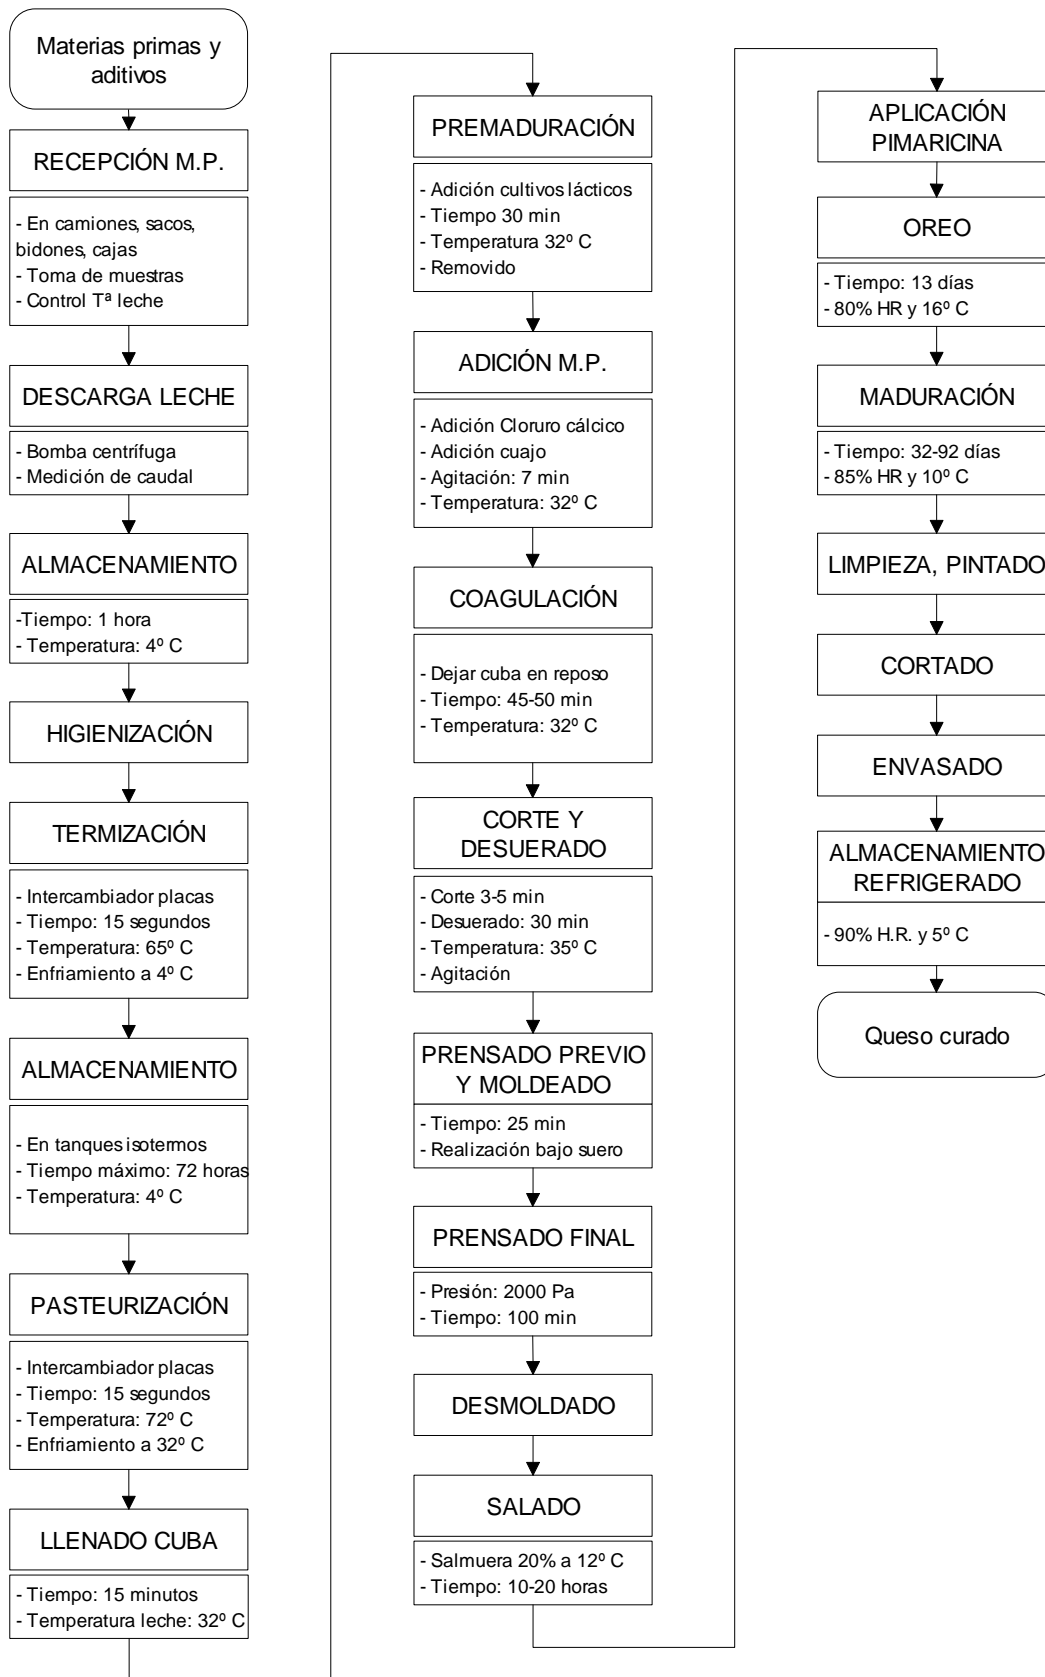 Materias primas y
aditivos
RECEPCIÓN M.P.
- En camiones, sacos,
bidones, cajas
- Toma de muestras
- Control Tª leche
DESCARGA LECHE
- Bomba centrífuga
- Medición de caudal
ALMACENAMIENTO
-Tiempo: 1 hora
- Temperatura: 4º C
HIGIENIZACIÓN
TERMIZACIÓN
- Intercambiador placas
- Tiempo: 15 segundos
- Temperatura: 65º C
- Enfriamiento a 4º C
ALMACENAMIENTO
- En tanques isotermos
- Tiempo máximo: 72 horas
- Temperatura: 4º C
PASTEURIZACIÓN
- Intercambiador placas
- Tiempo: 15 segundos
- Temperatura: 72º C
- Enfriamiento a 32º C
LLENADO CUBA
- Tiempo: 15 minutos
- Temperatura leche: 32º C
PREMADURACIÓN
- Adición cultivos lácticos
- Tiempo 30 min
- Temperatura 32º C
- Removido
ADICIÓN M.P.
- Adición Cloruro cálcico
- Adición cuajo
- Agitación: 7 min
- Temperatura: 32º C
COAGULACIÓN
- Dejar cuba en reposo
- Tiempo: 45-50 min
- Temperatura: 32º C
CORTE Y
DESUERADO
- Corte 3-5 min
- Desuerado: 30 min
- Temperatura: 35º C
- Agitación
PRENSADO PREVIO
Y MOLDEADO
- Tiempo: 25 min
- Realización bajo suero
PRENSADO FINAL
- Presión: 2000 Pa
- Tiempo: 100 min
DESMOLDADO
SALADO
- Salmuera 20% a 12º C
- Tiempo: 10-20 horas
APLICACIÓN
PIMARICINA
OREO
- Tiempo: 13 días
- 80% HR y 16º C
MADURACIÓN
- Tiempo: 32-92 días
- 85% HR y 10º C
LIMPIEZA, PINTADO
CORTADO
ENVASADO
ALMACENAMIENTO
REFRIGERADO
- 90% H.R. y 5º C
Queso curado